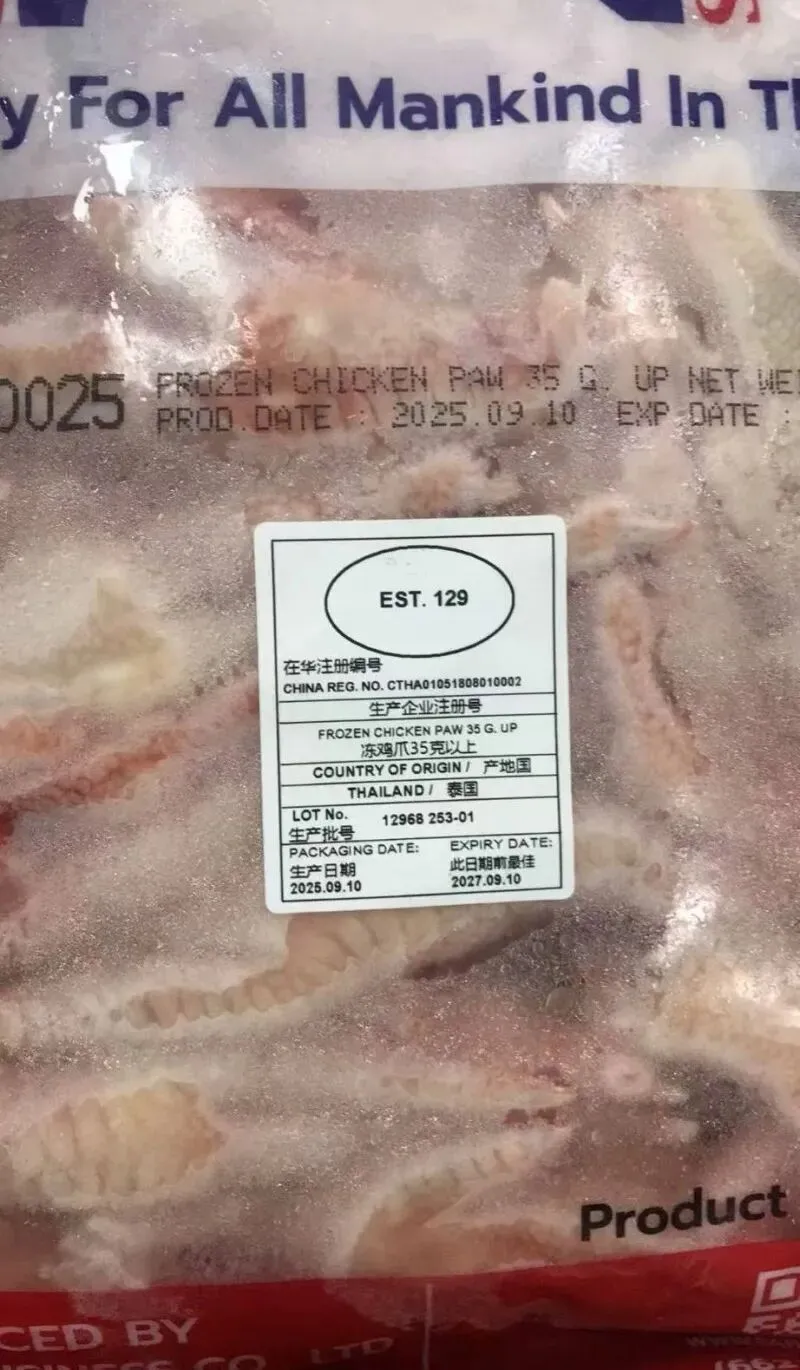 y For All Mankind In Th
0025 FROZEN CHICKEN PAW 35 G. UP NET WE
PROD.DATE : 2025.09.10 EXP.DATE :
EST. 129
在华注册编号
CHINA REG. NO. CTHA01051808010002
生产企业注册号
FROZEN CHICKEN PAW 35 G. UP
冻鸡爪35克以上
COUNTRY OF ORIGIN / 产地国
THAILAND / 泰国
LOT No. 12968 253-01
生产批号
PACKAGING DATE: EXPIRY DATE:
生产日期 此日期前最佳
2025.09.10 2027.09.10
Product
CED BY
CO LTD